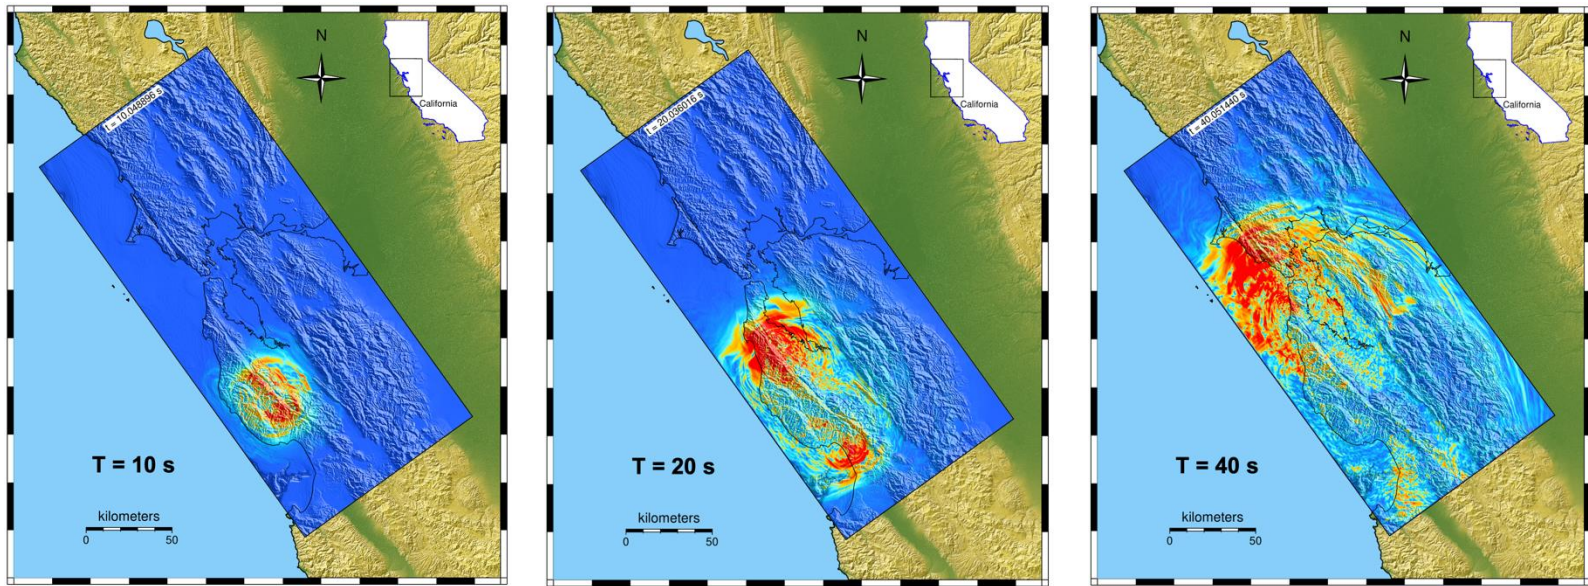 N
California
t = 10.048896 s
T = 10 s
kilometers
0 50
N
California
t = 20.036016 s
T = 20 s
kilometers
0 50
N
California
t = 40.051440 s
T = 40 s
kilometers
0 50